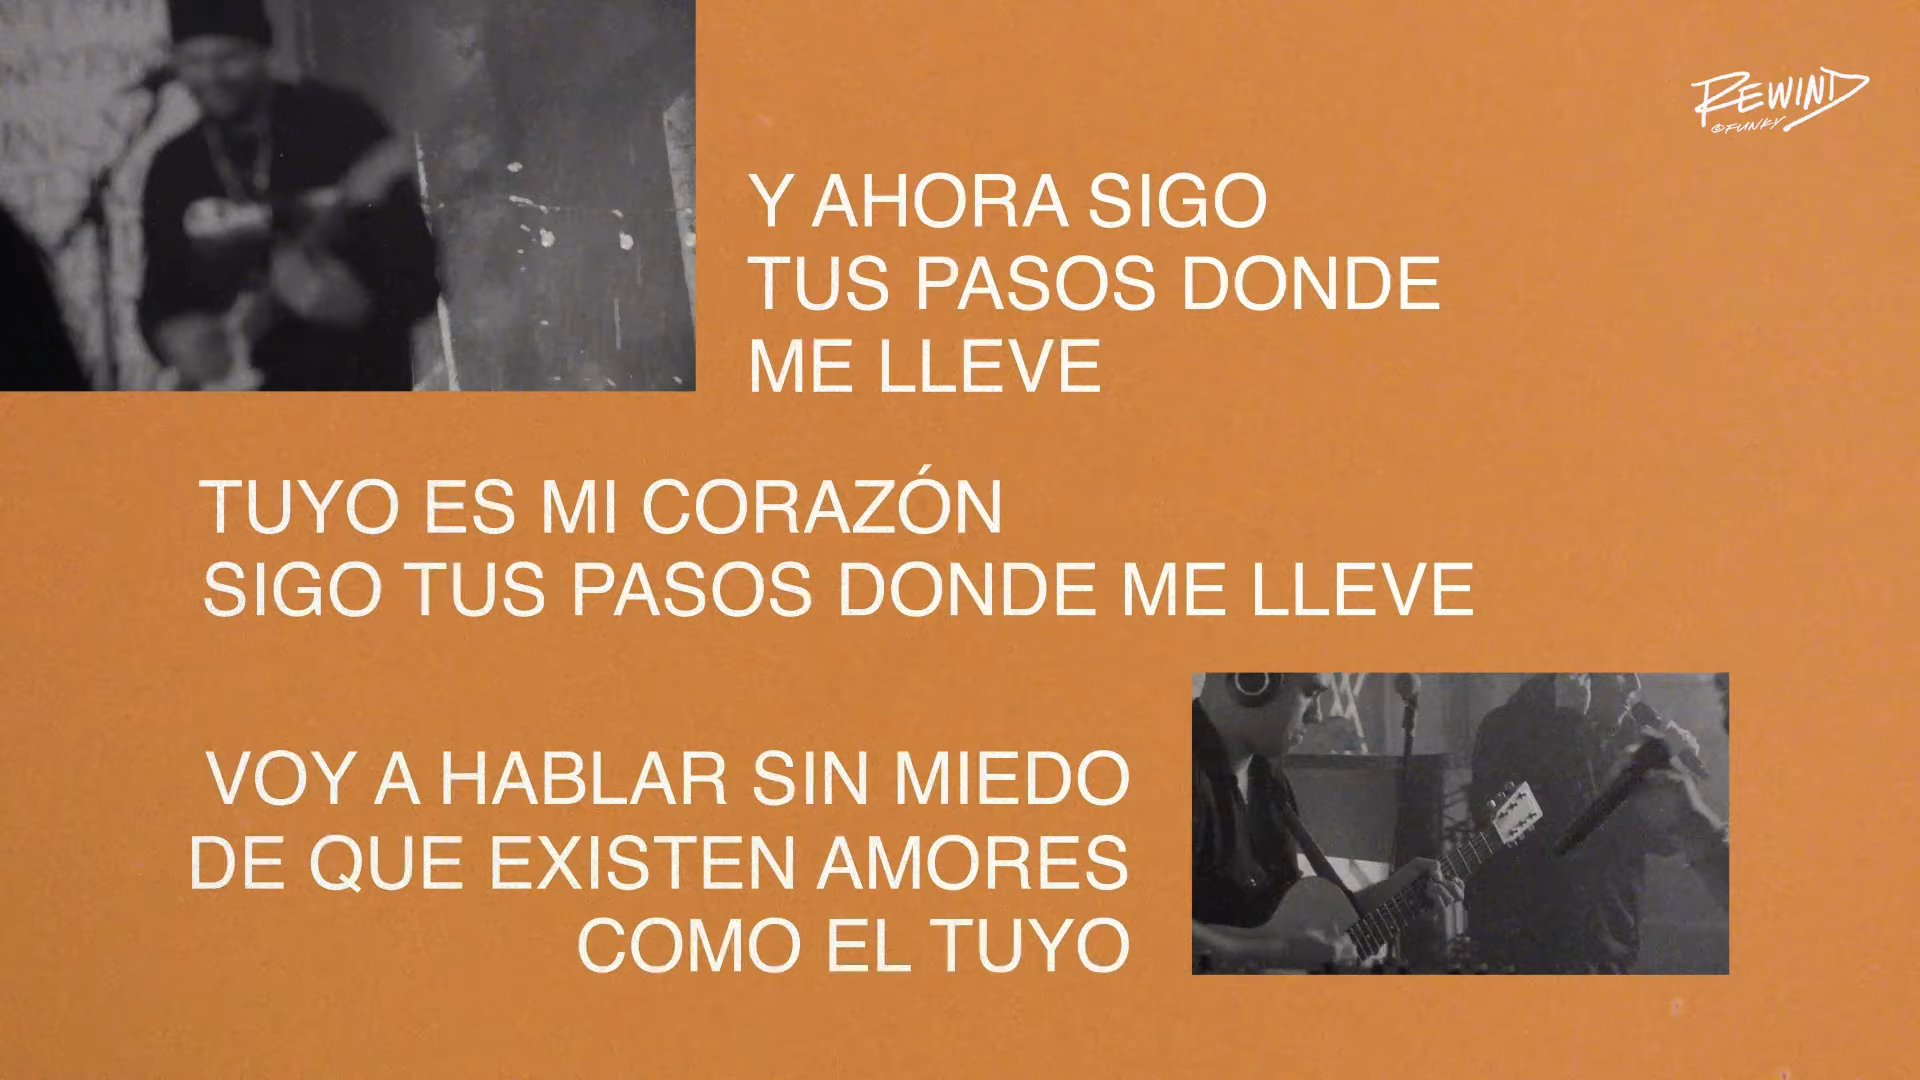 REWIND
@FUNKY
Y AHORA SIGO
TUS PASOS DONDE
ME LLEVE
TUYO ES MI CORAZÓN
SIGO TUS PASOS DONDE ME LLEVE
VOY A HABLAR SIN MIEDO
DE QUE EXISTEN AMORES
COMO EL TUYO